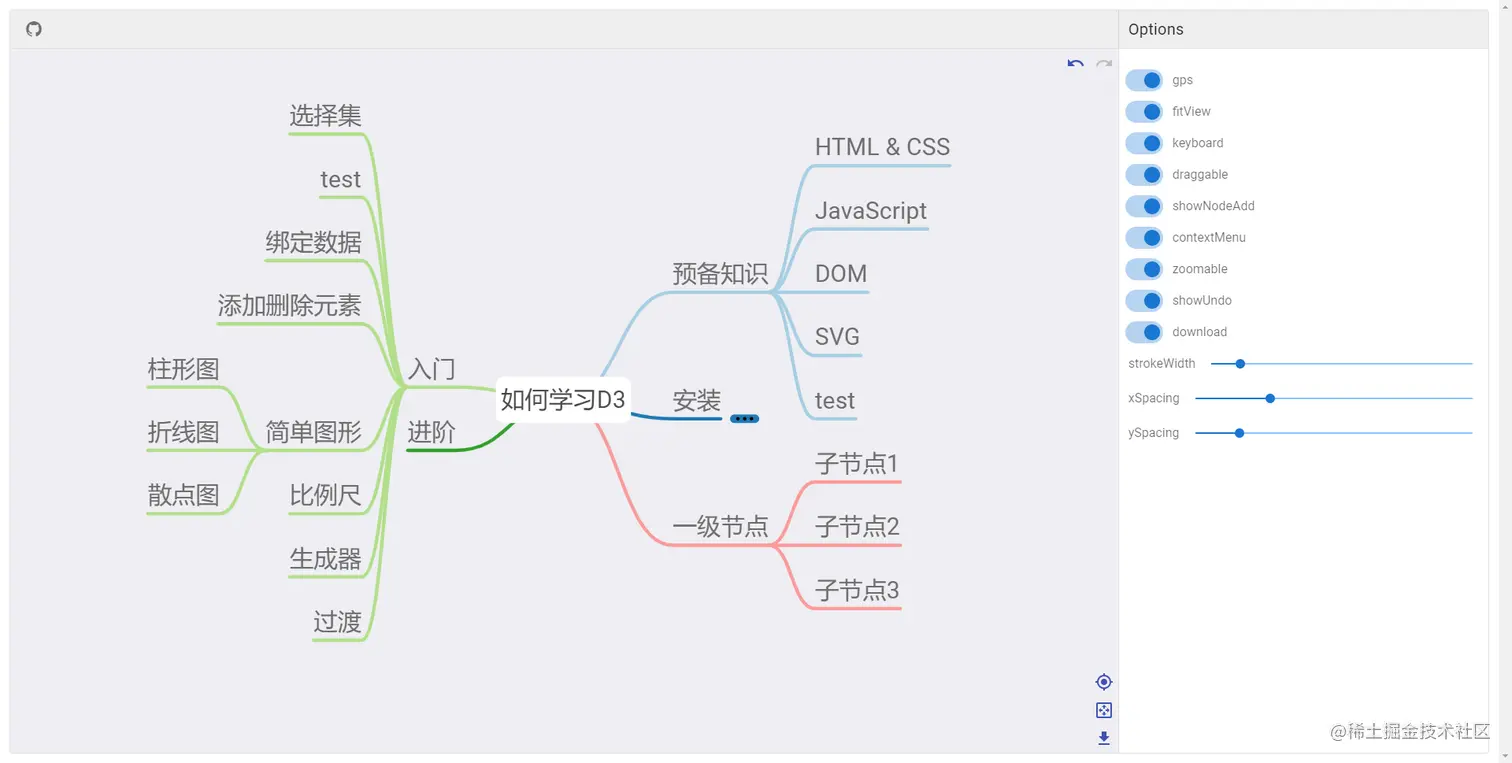 Options
选择集
test
绑定数据
添加删除元素
入门
柱形图
折线图
散点图
简单图形
比例尺
生成器
过渡
进阶
如何学习D3
预备知识
HTML & CSS
JavaScript
DOM
SVG
test
安装
一级节点
子节点1
子节点2
子节点3
gps
fitView
keyboard
draggable
showNodeAdd
contextMenu
zoomable
showUndo
download
strokeWidth
xSpacing
ySpacing
@稀土掘金技术社区